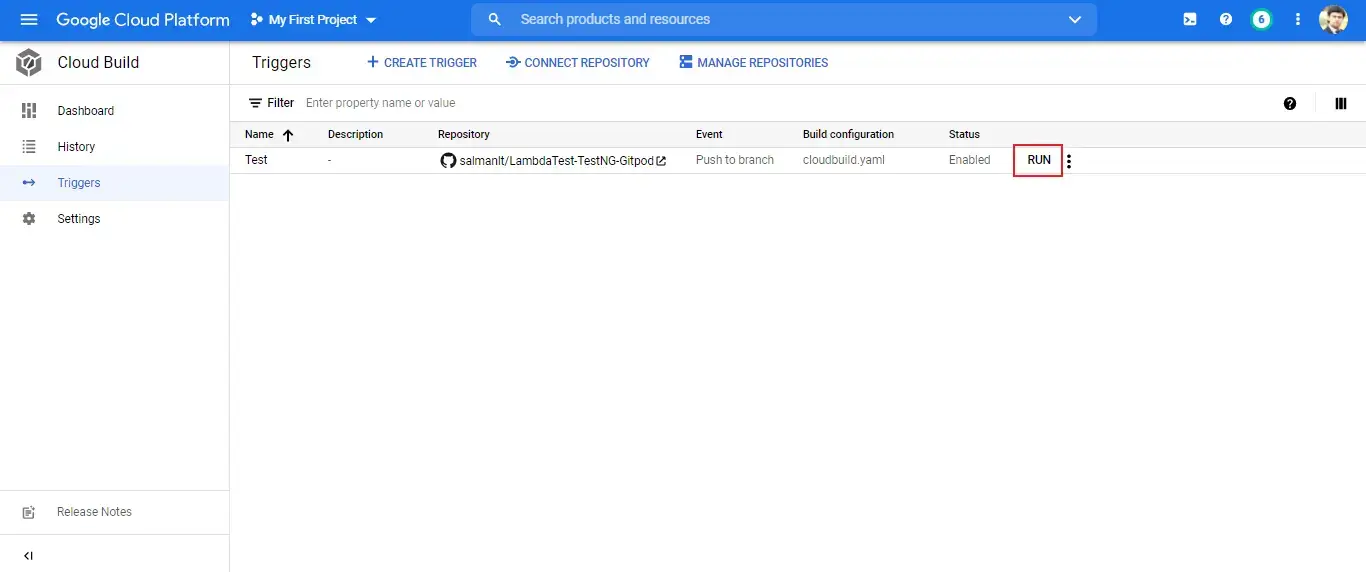 Google Cloud Platform My First Project Search products and resources 6
Cloud Build
Triggers CREATE TRIGGER CONNECT REPOSITORY MANAGE REPOSITORIES
Dashboard
History
Triggers
Settings
Filter Enter property name or value
Name Description Repository Event Build configuration Status
Test - salmanlt/LambdaTest-TestNG-Gitpod Push to branch cloudbuild.yaml Enabled RUN
Release Notes